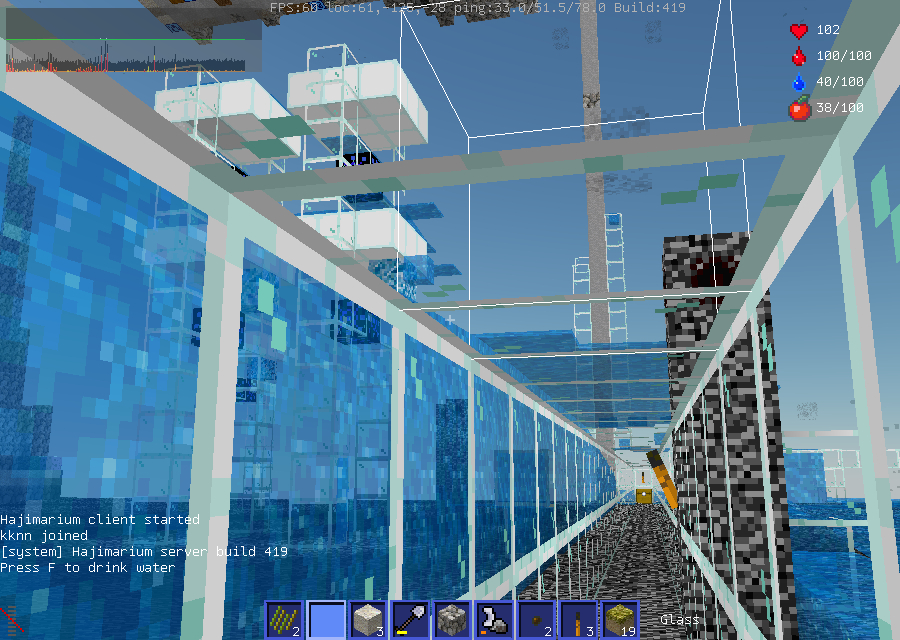 FPS:60 loc:61,-125,-28 ping:33.0/51.5/78.0 Build:419
102
100/100
40/100
38/100
Hajimarium client started
kknn joined
[system] Hajimarium server build 419
Press F to drink water
2
3
2
3
19
Glass